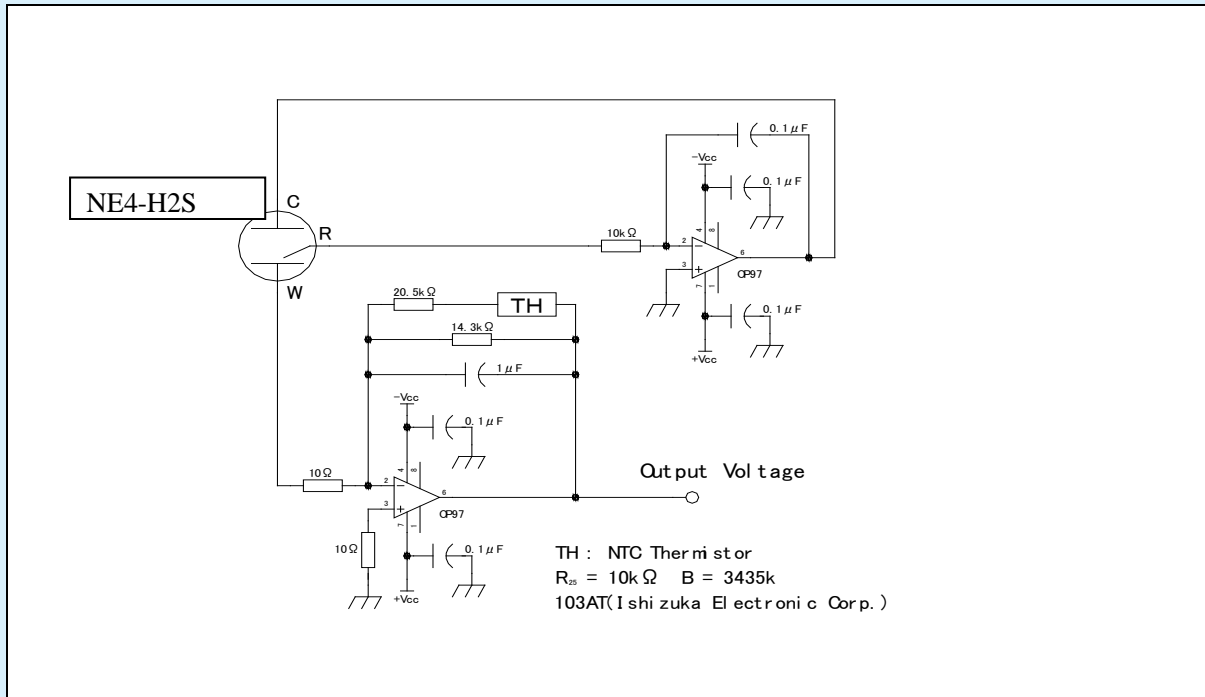 0.1μF
-Vcc
0.1μF
NE4-H2S
C
R
10kΩ
4
8
2
-
6
3
+
OP97
7
1
W
20.5kΩ
TH
0.1μF
14.3kΩ
+Vcc
1μF
-Vcc
0.1μF
10Ω
4
8
Output Voltage
2
-
6
3
+
OP97
7
1
10Ω
0.1μF
TH : NTC Thermistor
R25 = 10kΩ B = 3435k
+Vcc
103AT(Ishizuka Electronic Corp.)